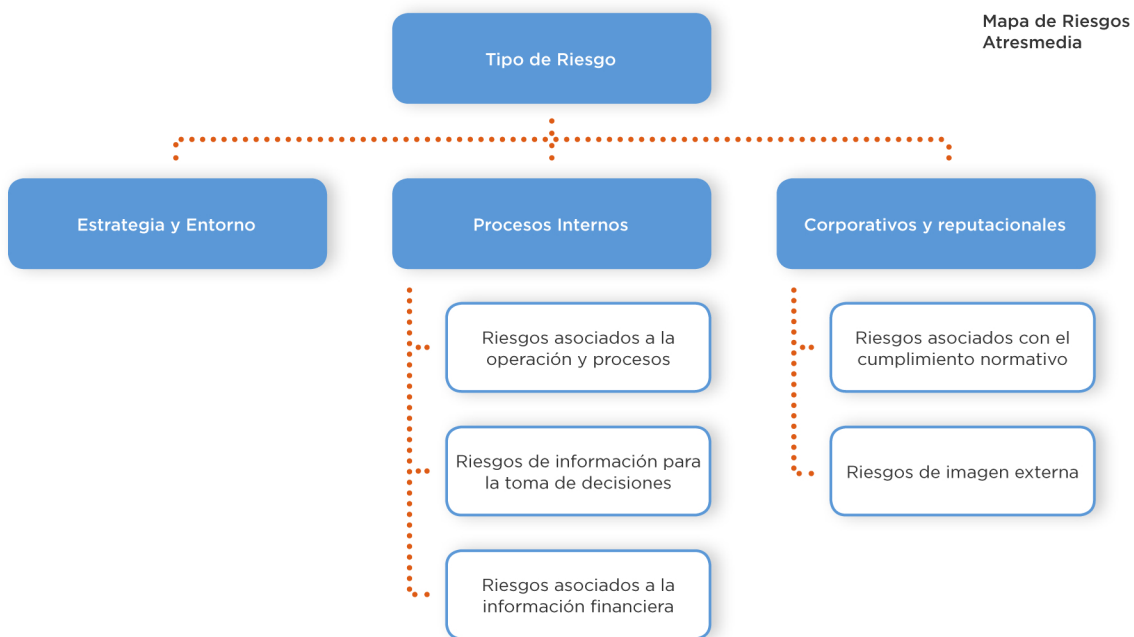 Mapa de Riesgos
Atresmedia
Tipo de Riesgo
Estrategia y Entorno
Procesos Internos
Corporativos y reputacionales
Riesgos asociados a la
operación y procesos
Riesgos de información para
la toma de decisiones
Riesgos asociados a la
información financiera
Riesgos asociados con el
cumplimiento normativo
Riesgos de imagen externa